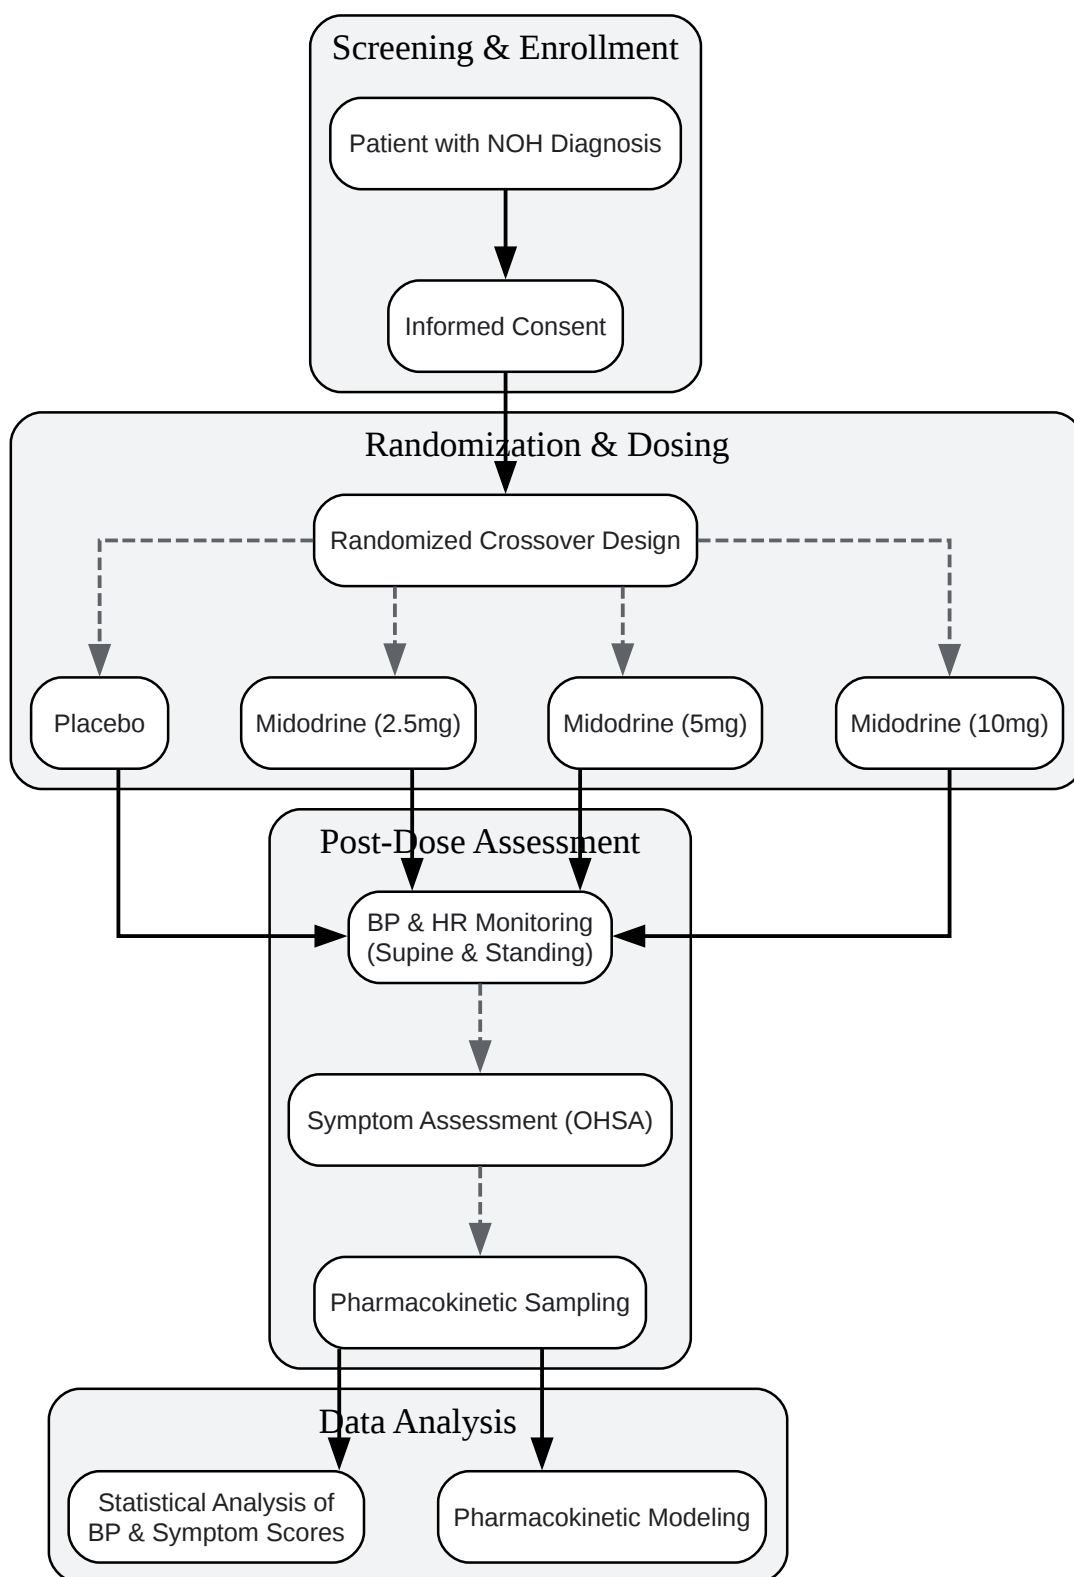 Screening & Enrollment
Patient with NOH Diagnosis
Informed Consent
Randomization & Dosing
Randomized Crossover Design
Placebo
Midodrine (2.5mg)
Midodrine (5mg)
Midodrine (10mg)
Post-Dose Assessment
BP & HR Monitoring
(Supine & Standing)
Symptom Assessment (OHSA)
Pharmacokinetic Sampling
Data Analysis
Statistical Analysis of
BP & Symptom Scores
Pharmacokinetic Modeling